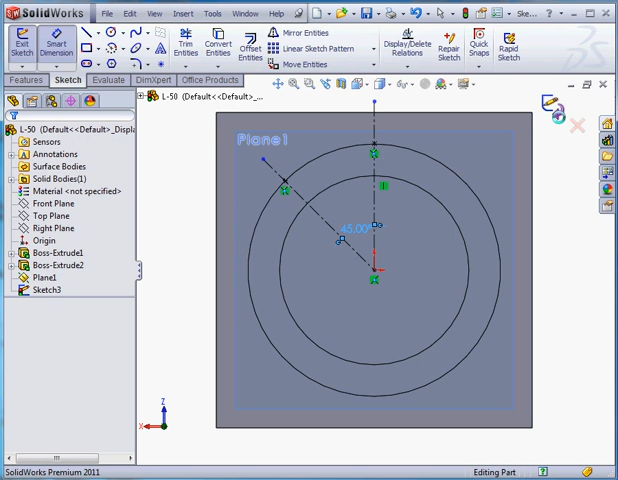 SolidWorks
File Edit View Insert Tools Window Help
Ske...
Exit Sketch
Smart Dimension
Trim Entities
Convert Entities
Offset Entities
Mirror Entities
Linear Sketch Pattern
Move Entities
Display/Delete Relations
Repair Sketch
Quick Snaps
Rapid Sketch
Features Sketch Evaluate DimXpert Office Products
L-50 (Default<<Default>_...
L-50 (Default<<Default>_Displa
Sensors
Annotations
Surface Bodies
Solid Bodies(1)
Material <not specified>
Front Plane
Top Plane
Right Plane
Origin
Boss-Extrude1
Boss-Extrude2
Plane1
Sketch3
Plane1
45.00°
Z
X
SolidWorks Premium 2011
Editing Part